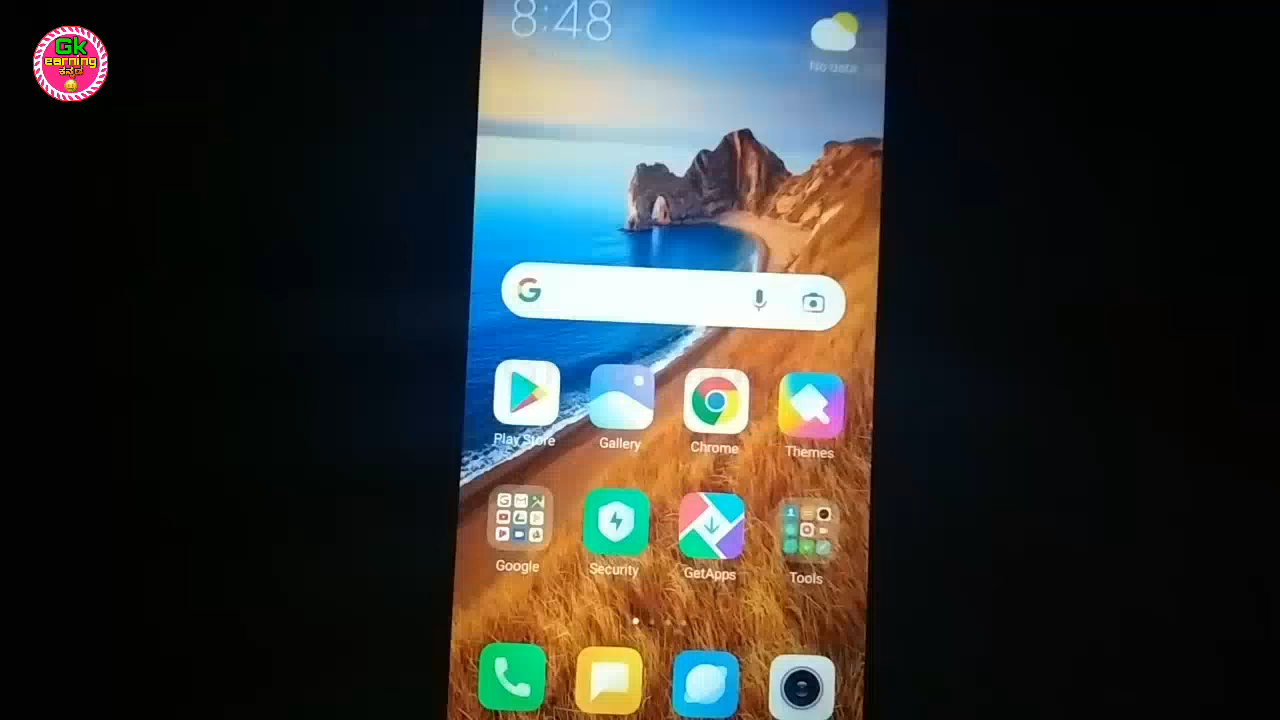 Gk
earning
ಕನ್ನಡ
8:48
No data
Play Store
Gallery
Chrome
Themes
Google
Security
GetApps
Tools